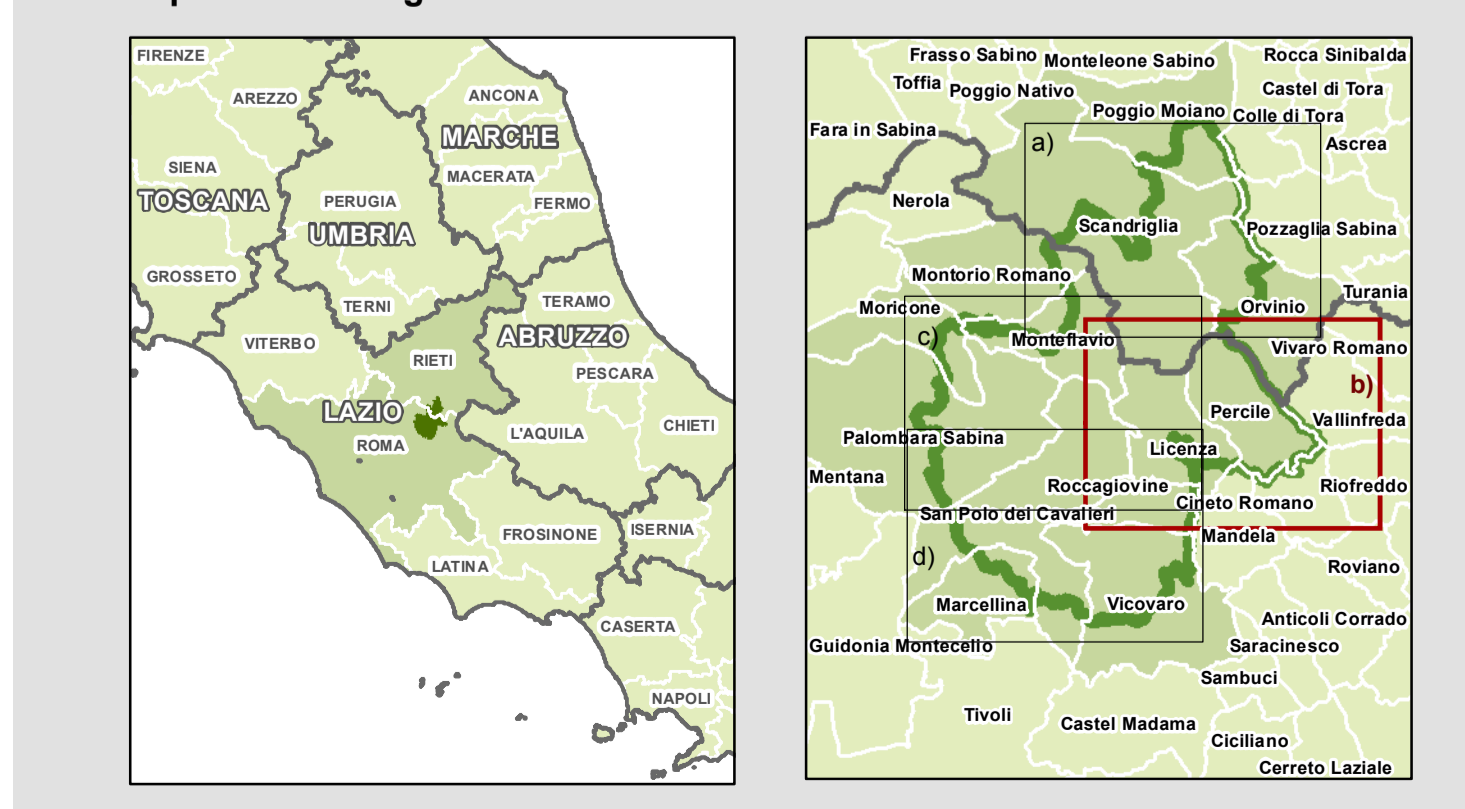 FIRENZE
AREZZO
ANCONA
MARCHE
SIENA
MACERATA
TOSCANA
PERUGIA
FERMO
UMBRIA
GROSSETO
TERNI
TERAMO
VITERBO
ABRUZZO
RIETI
PESCARA
LAZIO
CHIETI
L'AQUILA
ROMA
FROSINONE
ISERNIA
LATINA
CASERTA
NAPOLI
Frasso Sabino
Monteleone Sabino
Rocca Sinibalda
Toffia
Poggio Nativo
Castel di Tora
Poggio Moiano
Colle di Tora
Fara in Sabina
a)
Ascrea
Nerola
Scandriglia
Pozzaglia Sabina
Montorio Romano
Turania
Moricone
Orvinio
c)
Monteflavio
Vivaro Romano
b)
Percile
Vallinfreda
Palombara Sabina
Licenza
Mentana
Roccagiovine
Riofreddo
Cineto Romano
San Polo dei Cavalieri
Mandela
d)
Roviano
Marcellina
Vicovaro
Anticoli Corrado
Guidonia Montecelio
Saracinesco
Sambuci
Tivoli
Castel Madama
Ciciliano
Cerreto Laziale